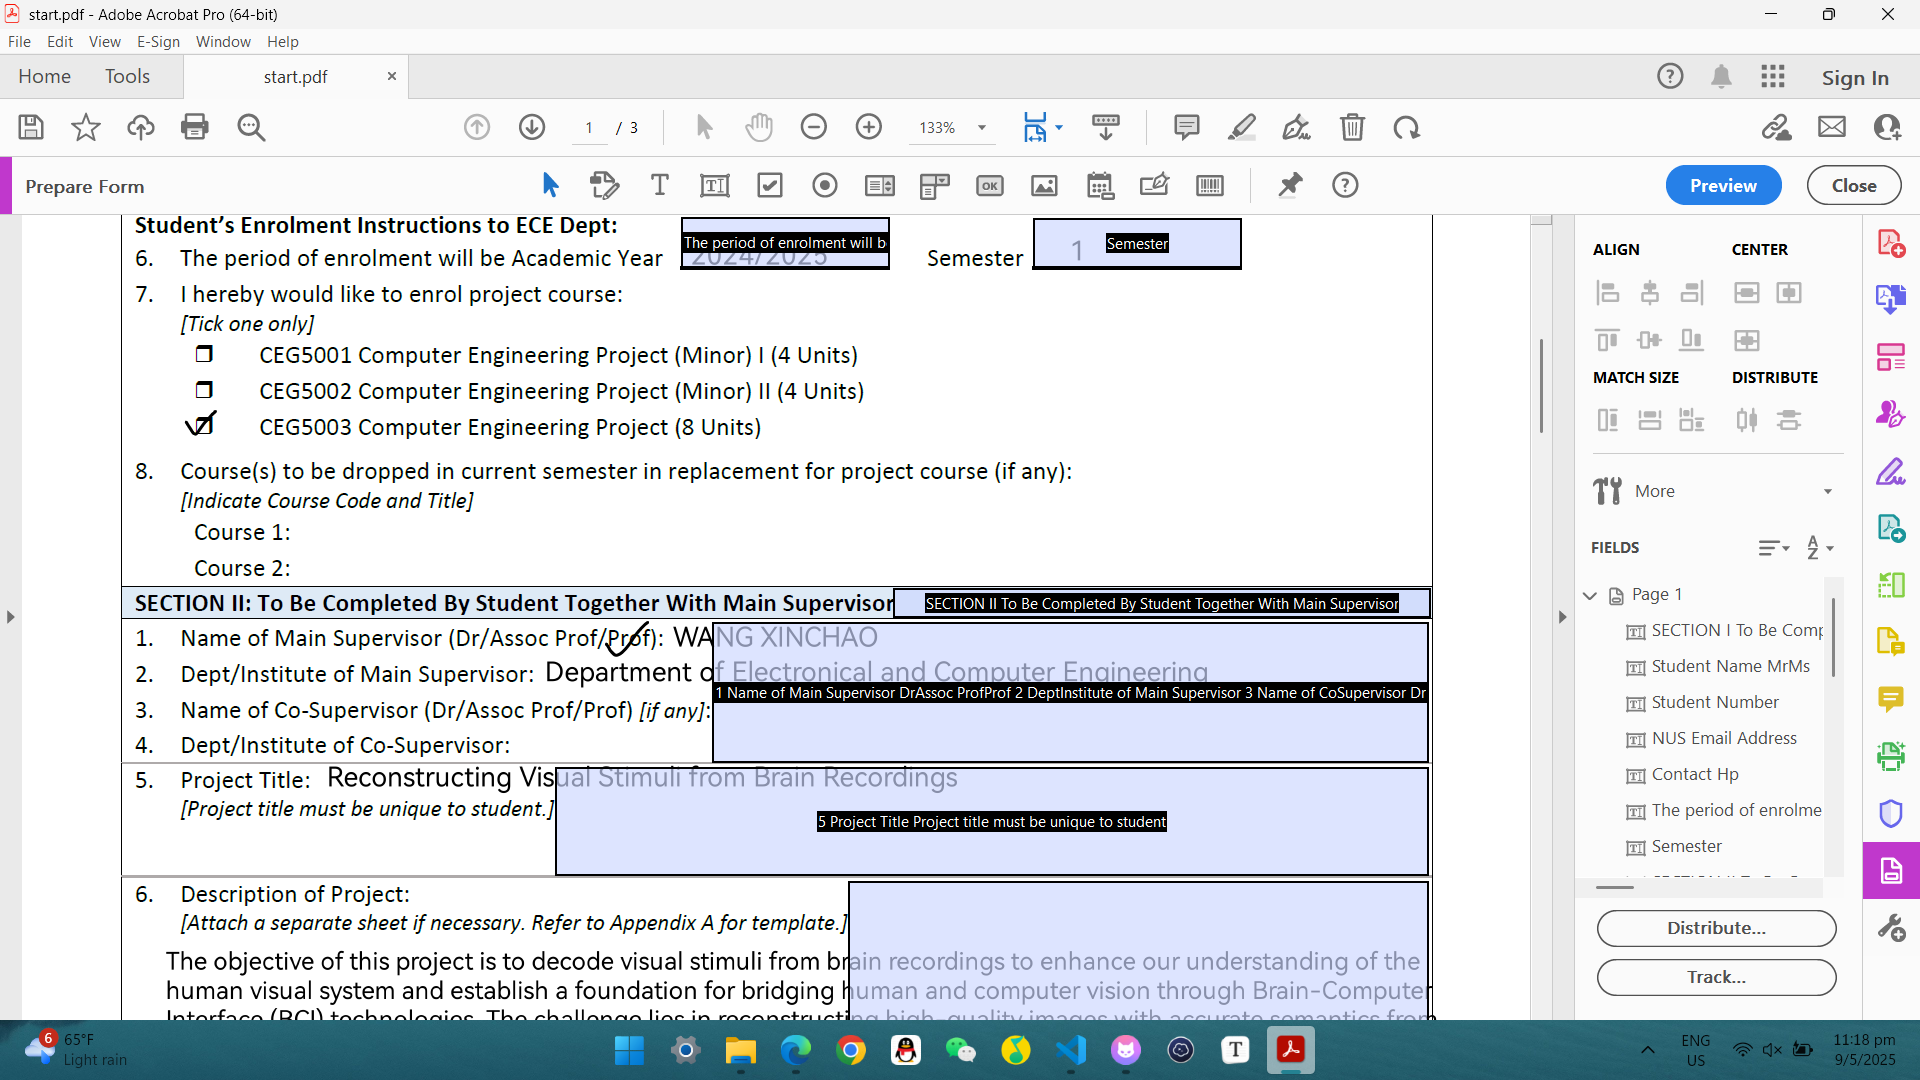 start.pdf - Adobe Acrobat Pro (64-bit)
File Edit View E-Sign Window Help
Home Tools start.pdf Sign In
1 / 3 133%
Prepare Form Preview Close
Student's Enrolment Instructions to ECE Dept:
6. The period of enrolment will be Academic Year 2024/2025 Semester 1
The period of enrolment will b Semester
7. I hereby would like to enrol project course:
[Tick one only]
CEG5001 Computer Engineering Project (Minor) I (4 Units)
CEG5002 Computer Engineering Project (Minor) II (4 Units)
CEG5003 Computer Engineering Project (8 Units)
8. Course(s) to be dropped in current semester in replacement for project course (if any):
[Indicate Course Code and Title]
Course 1:
Course 2:
SECTION II: To Be Completed By Student Together With Main Supervisor
SECTION II To Be Completed By Student Together With Main Supervisor
1. Name of Main Supervisor (Dr/Assoc Prof/Prof): WANG XINCHAO
2. Dept/Institute of Main Supervisor: Department of Electronical and Computer Engineering
1 Name of Main Supervisor DrAssoc ProfProf 2 DeptInstitute of Main Supervisor 3 Name of CoSupervisor Dr
3. Name of Co-Supervisor (Dr/Assoc Prof/Prof) [if any]:
4. Dept/Institute of Co-Supervisor:
5. Project Title: Reconstructing Visual Stimuli from Brain Recordings
[Project title must be unique to student.]
5 Project Title Project title must be unique to student
6. Description of Project:
[Attach a separate sheet if necessary. Refer to Appendix A for template.]
The objective of this project is to decode visual stimuli from brain recordings to enhance our understanding of the
human visual system and establish a foundation for bridging human and computer vision through Brain-Computer
Interface (BCI) technologies. The challenge lies in reconstructing high-quality images with accurate semantics from
ALIGN CENTER
MATCH SIZE DISTRIBUTE
More
FIELDS
Page 1
SECTION I To Be Comp
Student Name MrMs
Student Number
NUS Email Address
Contact Hp
The period of enrolme
Semester
Distribute...
Track...
6
65°F
Light rain
ENG
US
11:18 pm
9/5/2025